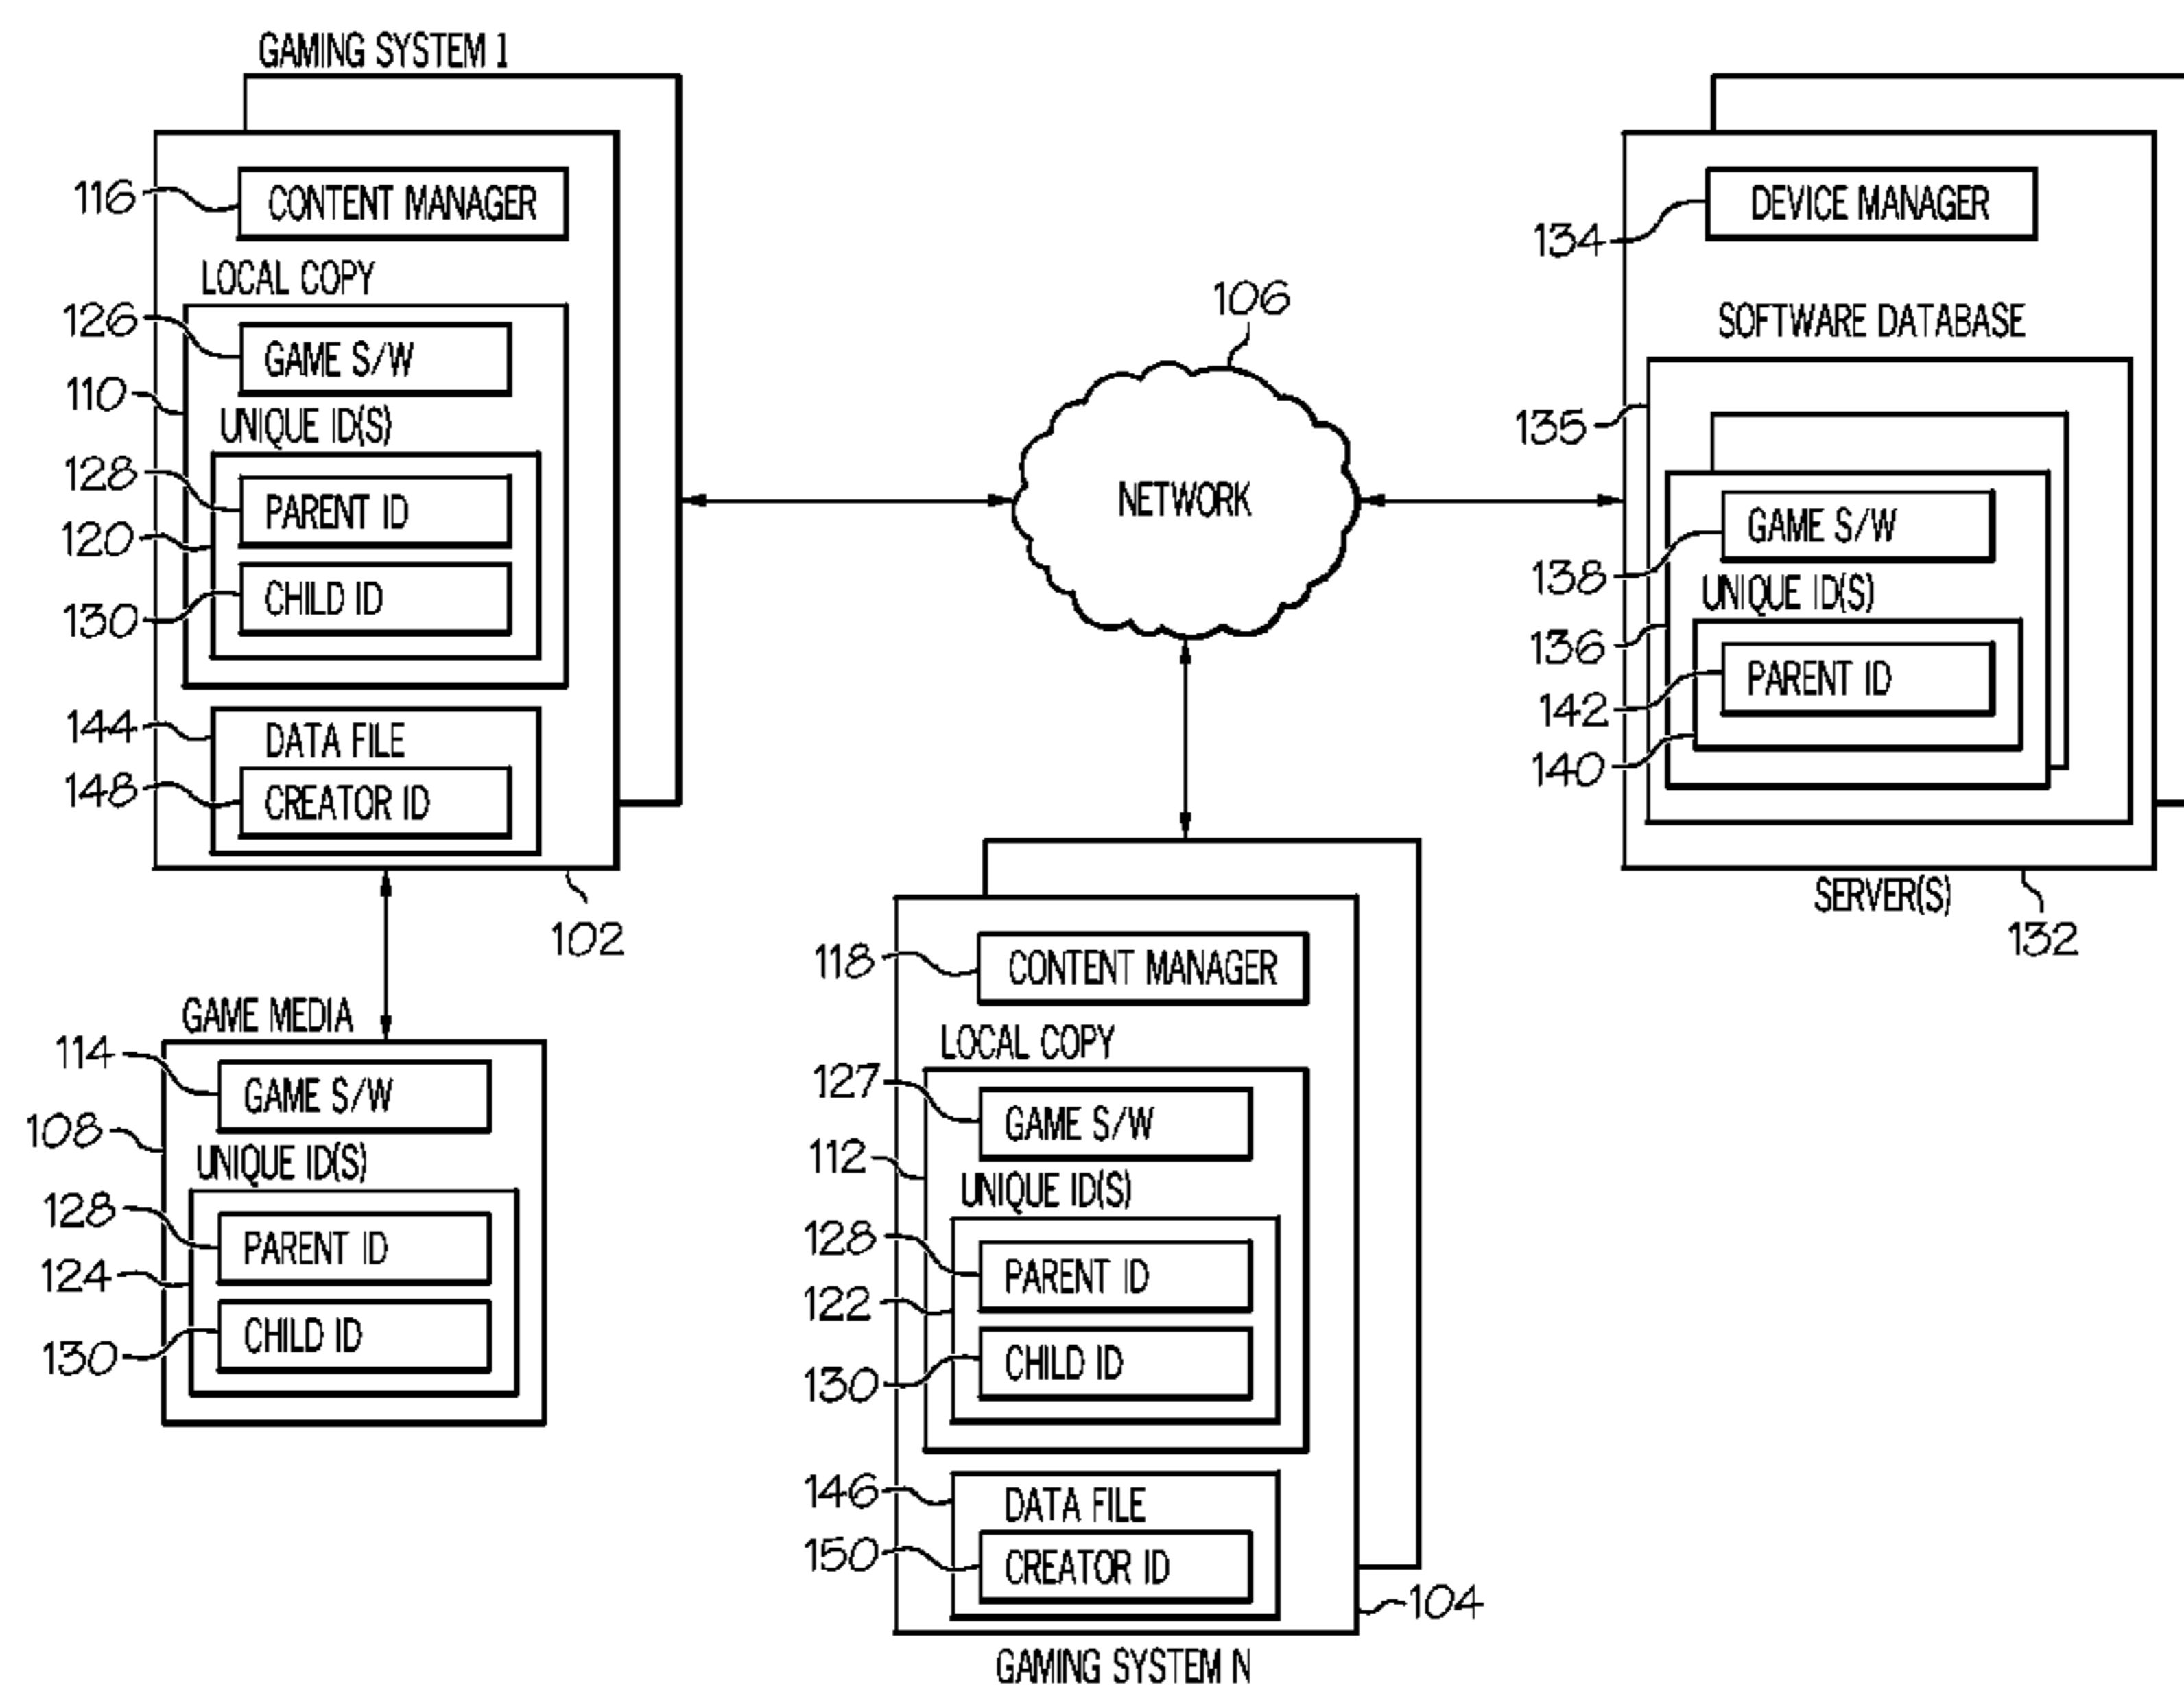 GAMING SYSTEM 1
116
CONTENT MANAGER
LOCAL COPY
126
GAME S/W
110
UNIQUE ID(S)
128
PARENT ID
120
CHILD ID
130
144
DATA FILE
148
CREATOR ID
102
GAME MEDIA
114
GAME S/W
108
UNIQUE ID(S)
128
PARENT ID
124
CHILD ID
130
106
NETWORK
118
CONTENT MANAGER
LOCAL COPY
127
GAME S/W
112
UNIQUE ID(S)
128
PARENT ID
122
CHILD ID
130
146
DATA FILE
150
CREATOR ID
104
GAMING SYSTEM N
DEVICE MANAGER
134
SOFTWARE DATABASE
135
GAME S/W
138
UNIQUE ID(S)
136
PARENT ID
142
140
SERVER(S)
132